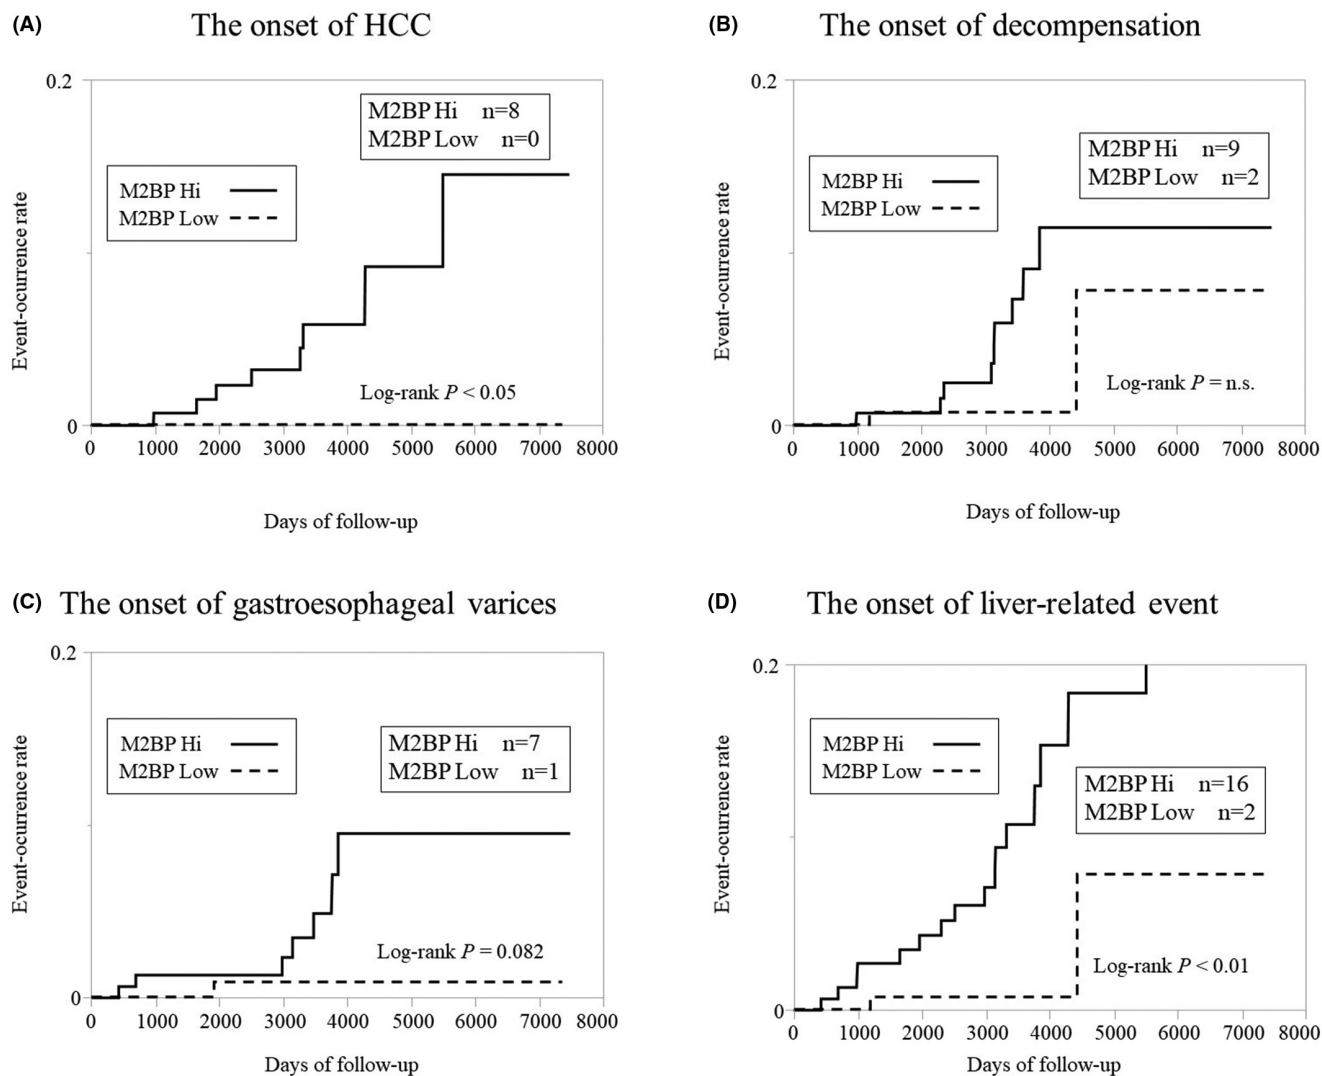 (A) The onset of HCC
0.2
M2BP Hi n=8
M2BP Low n=0
M2BP Hi
M2BP Low
Event-ocurrence rate
Log-rank P < 0.05
0
0 1000 2000 3000 4000 5000 6000 7000 8000
Days of follow-up
(B) The onset of decompensation
0.2
M2BP Hi n=9
M2BP Low n=2
M2BP Hi
M2BP Low
Event-ocurrence rate
Log-rank P = n.s.
0
0 1000 2000 3000 4000 5000 6000 7000 8000
Days of follow-up
(C) The onset of gastroesophageal varices
0.2
M2BP Hi
M2BP Low
M2BP Hi n=7
M2BP Low n=1
Event-ocurrence rate
Log-rank P = 0.082
0
0 1000 2000 3000 4000 5000 6000 7000 8000
Days of follow-up
(D) The onset of liver-related event
0.2
M2BP Hi
M2BP Low
M2BP Hi n=16
M2BP Low n=2
Event-ocurrence rate
Log-rank P < 0.01
0
0 1000 2000 3000 4000 5000 6000 7000 8000
Days of follow-up